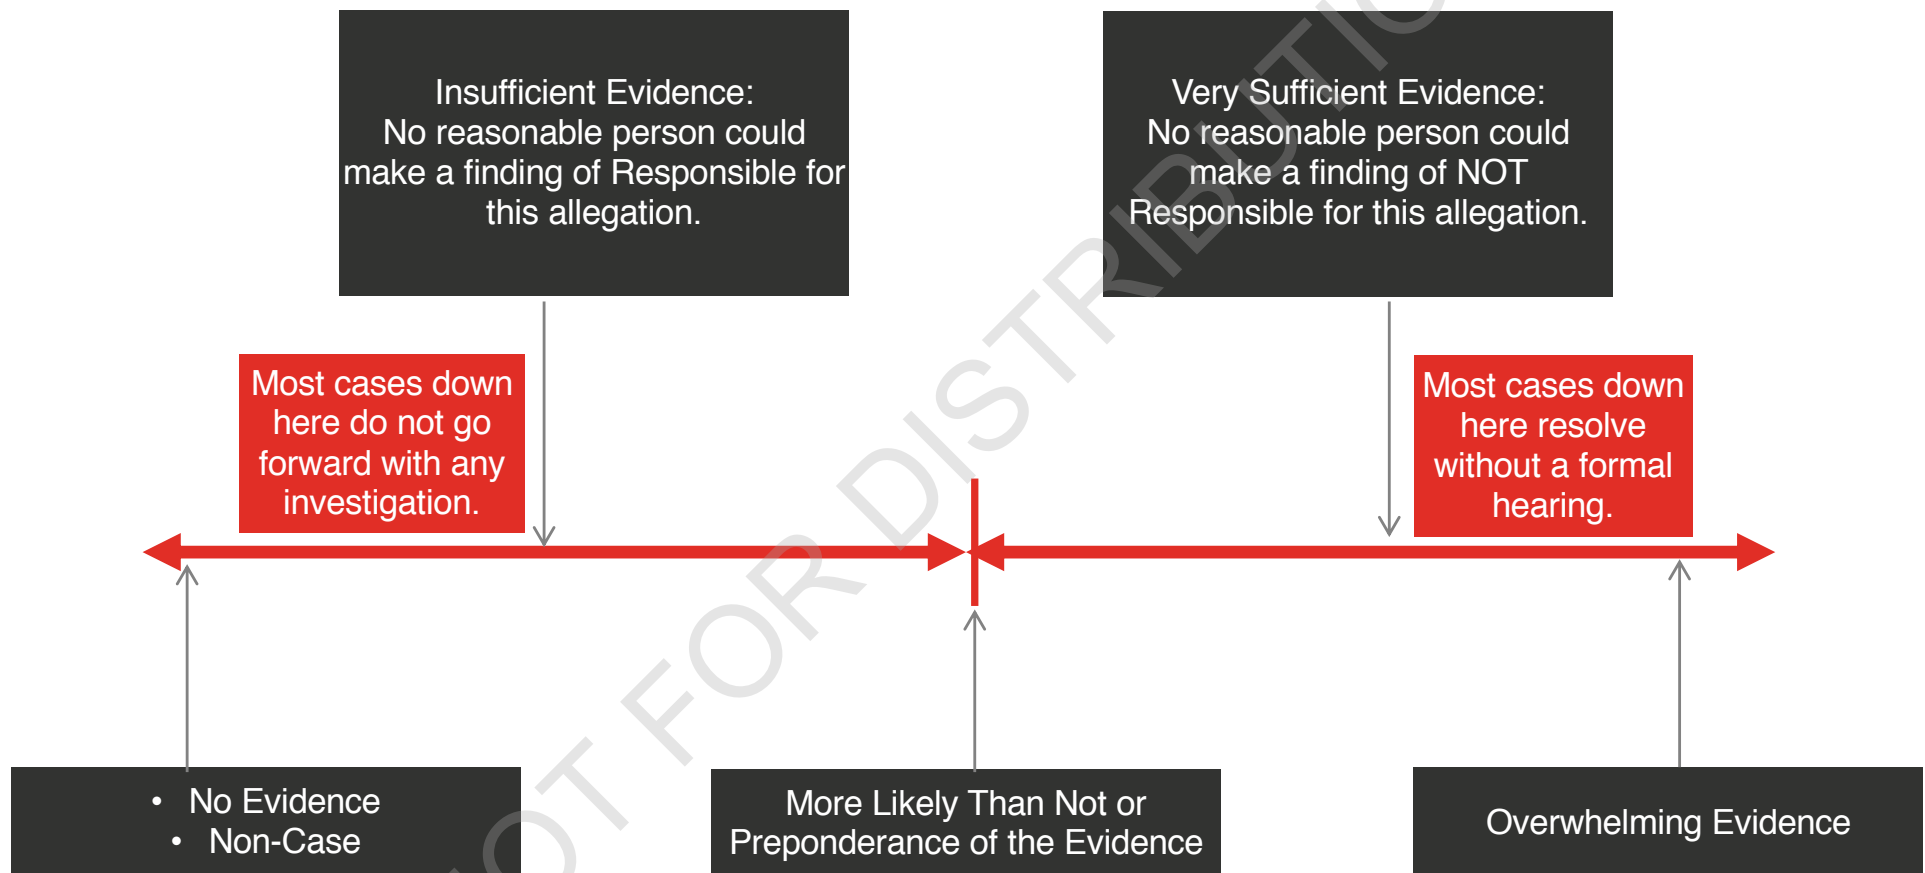 Insufficient Evidence:
No reasonable person could
make a finding of Responsible for
this allegation.
Very Sufficient Evidence:
No reasonable person could
make a finding of NOT
Responsible for this allegation.
Most cases down
here do not go
forward with any
investigation.
Most cases down
here resolve
without a formal
hearing.
• No Evidence
• Non-Case
More Likely Than Not or
Preponderance of the Evidence
Overwhelming Evidence
OT FOR DISTRIBUTIO